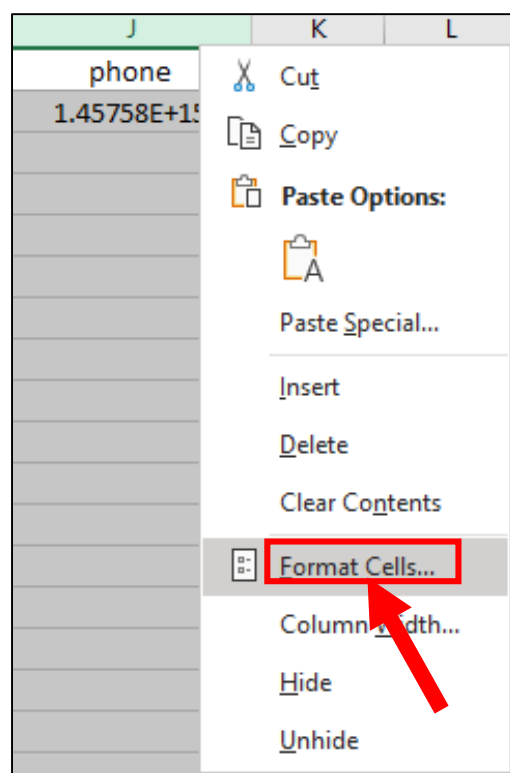 J K L
phone
1.45758E+15
Cut
Copy
Paste Options:
A
Paste Special...
Insert
Delete
Clear Contents
Format Cells...
Column Width...
Hide
Unhide